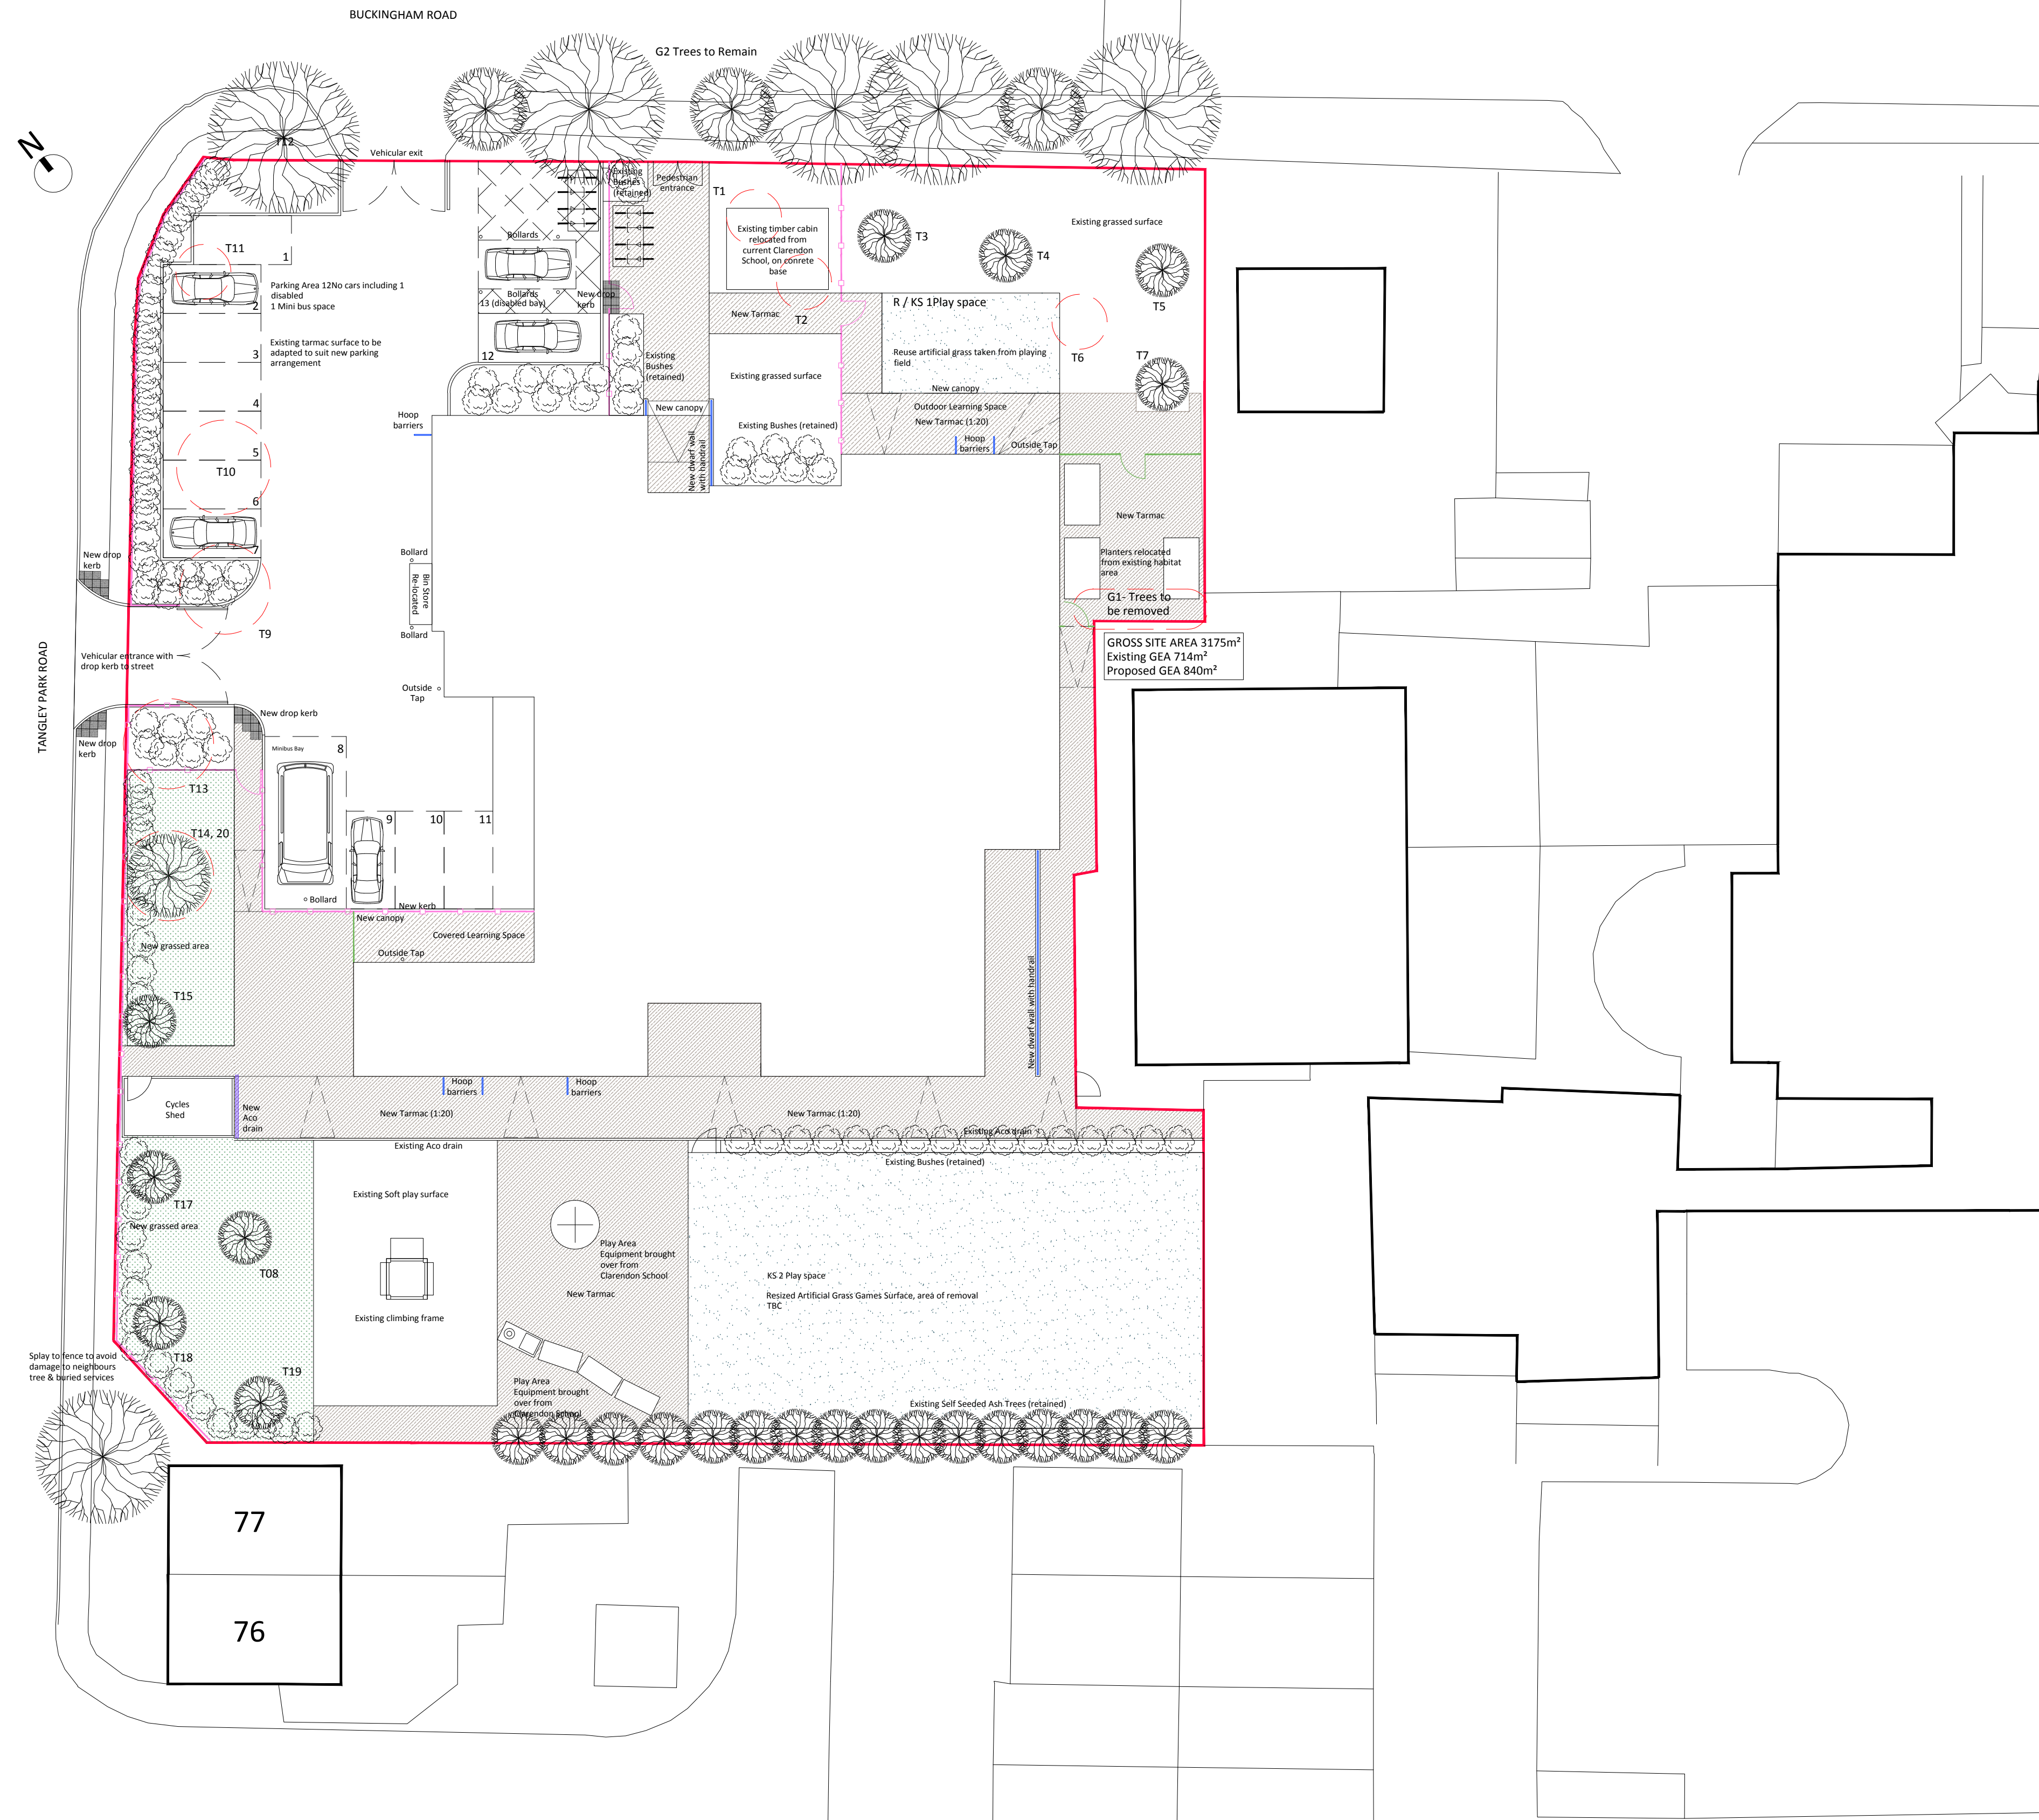 BUCKINGHAM ROAD
G2 Trees to Remain
N
T12
Vehicular exit
Existing
Bushes
(retained)
Pedestrian
entrance
T1
Existing timber cabin
relocated from
current Clarendon
School, on conrete
base
T3
T4
Existing grassed surface
T5
T11
1
Parking Area 12No cars including 1
disabled
1 Mini bus space
2
Bollards
Bollards
13 (disabled bay)
New drop
kerb
T2
New Tarmac
R / KS 1Play space
T6
T7
Existing tarmac surface to be
adapted to suit new parking
arrangement
3
12
Existing
Bushes
(retained)
Reuse artificial grass taken from playing
field
Existing grassed surface
New canopy
4
Hoop
barriers
New canopy
Outdoor Learning Space
New Tarmac (1:20)
Existing Bushes (retained)
Hoop
barriers
Outside Tap
New dwarf wall
with handrail
5
T10
6
7
New Tarmac
New drop
kerb
Bollard
Bin Store
Re-located
Bollard
Planters relocated
from existing habitat
area
G1- Trees to
be removed
T9
GROSS SITE AREA 3175m²
Existing GEA 714m²
Proposed GEA 840m²
Vehicular entrance with
drop kerb to street
TANGLEY PARK ROAD
Outside
Tap
New drop kerb
New drop
kerb
Minibus Bay
8
T13
9
10
11
T14, 20
Bollard
New kerb
New canopy
Covered Learning Space
Outside Tap
New grassed area
T15
New dwarf wall with handrail
Cycles
Shed
New
Aco
drain
Hoop
barriers
Hoop
barriers
New Tarmac (1:20)
New Tarmac (1:20)
Existing Aco drain
Existing Aco drain
Existing Bushes (retained)
T17
Existing Soft play surface
New grassed area
T08
Play Area
Equipment brought
over from
Clarendon School
New Tarmac
KS 2 Play space
Resized Artificial Grass Games Surface, area of removal
TBC
Existing climbing frame
Splay to fence to avoid
damage to neighbours
tree & buried services
T18
T19
Play Area
Equipment brought
over from
Clarendon School
Existing Self Seeded Ash Trees (retained)
77
76